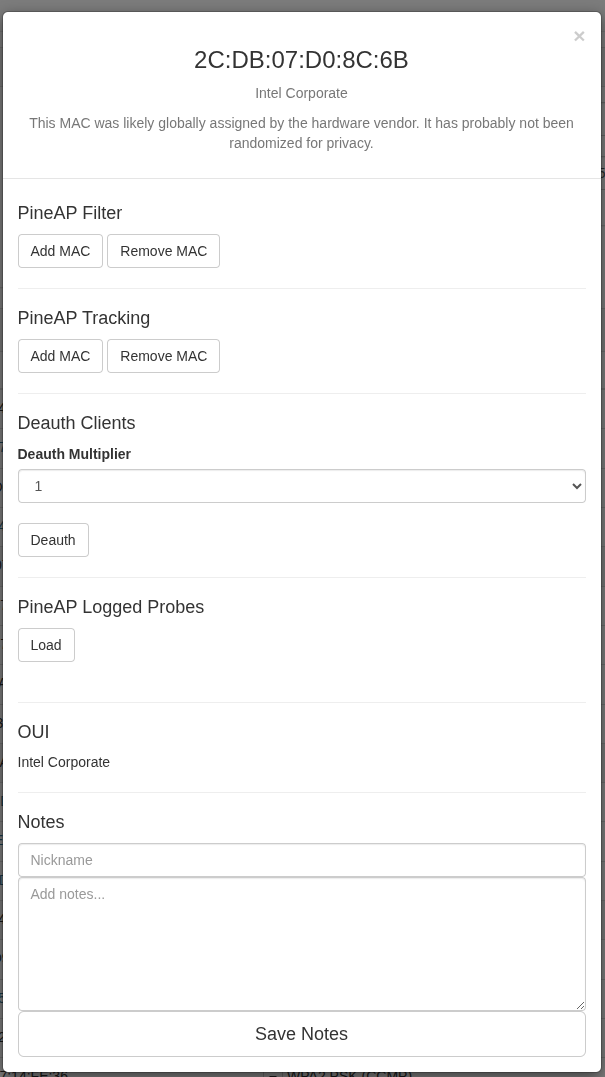 ×
2C:DB:07:D0:8C:6B
Intel Corporate
This MAC was likely globally assigned by the hardware vendor. It has probably not been
randomized for privacy.
PineAP Filter
Add MAC Remove MAC
PineAP Tracking
Add MAC Remove MAC
Deauth Clients
Deauth Multiplier
1
Deauth
PineAP Logged Probes
Load
OUI
Intel Corporate
Notes
Nickname
Add notes...
Save Notes